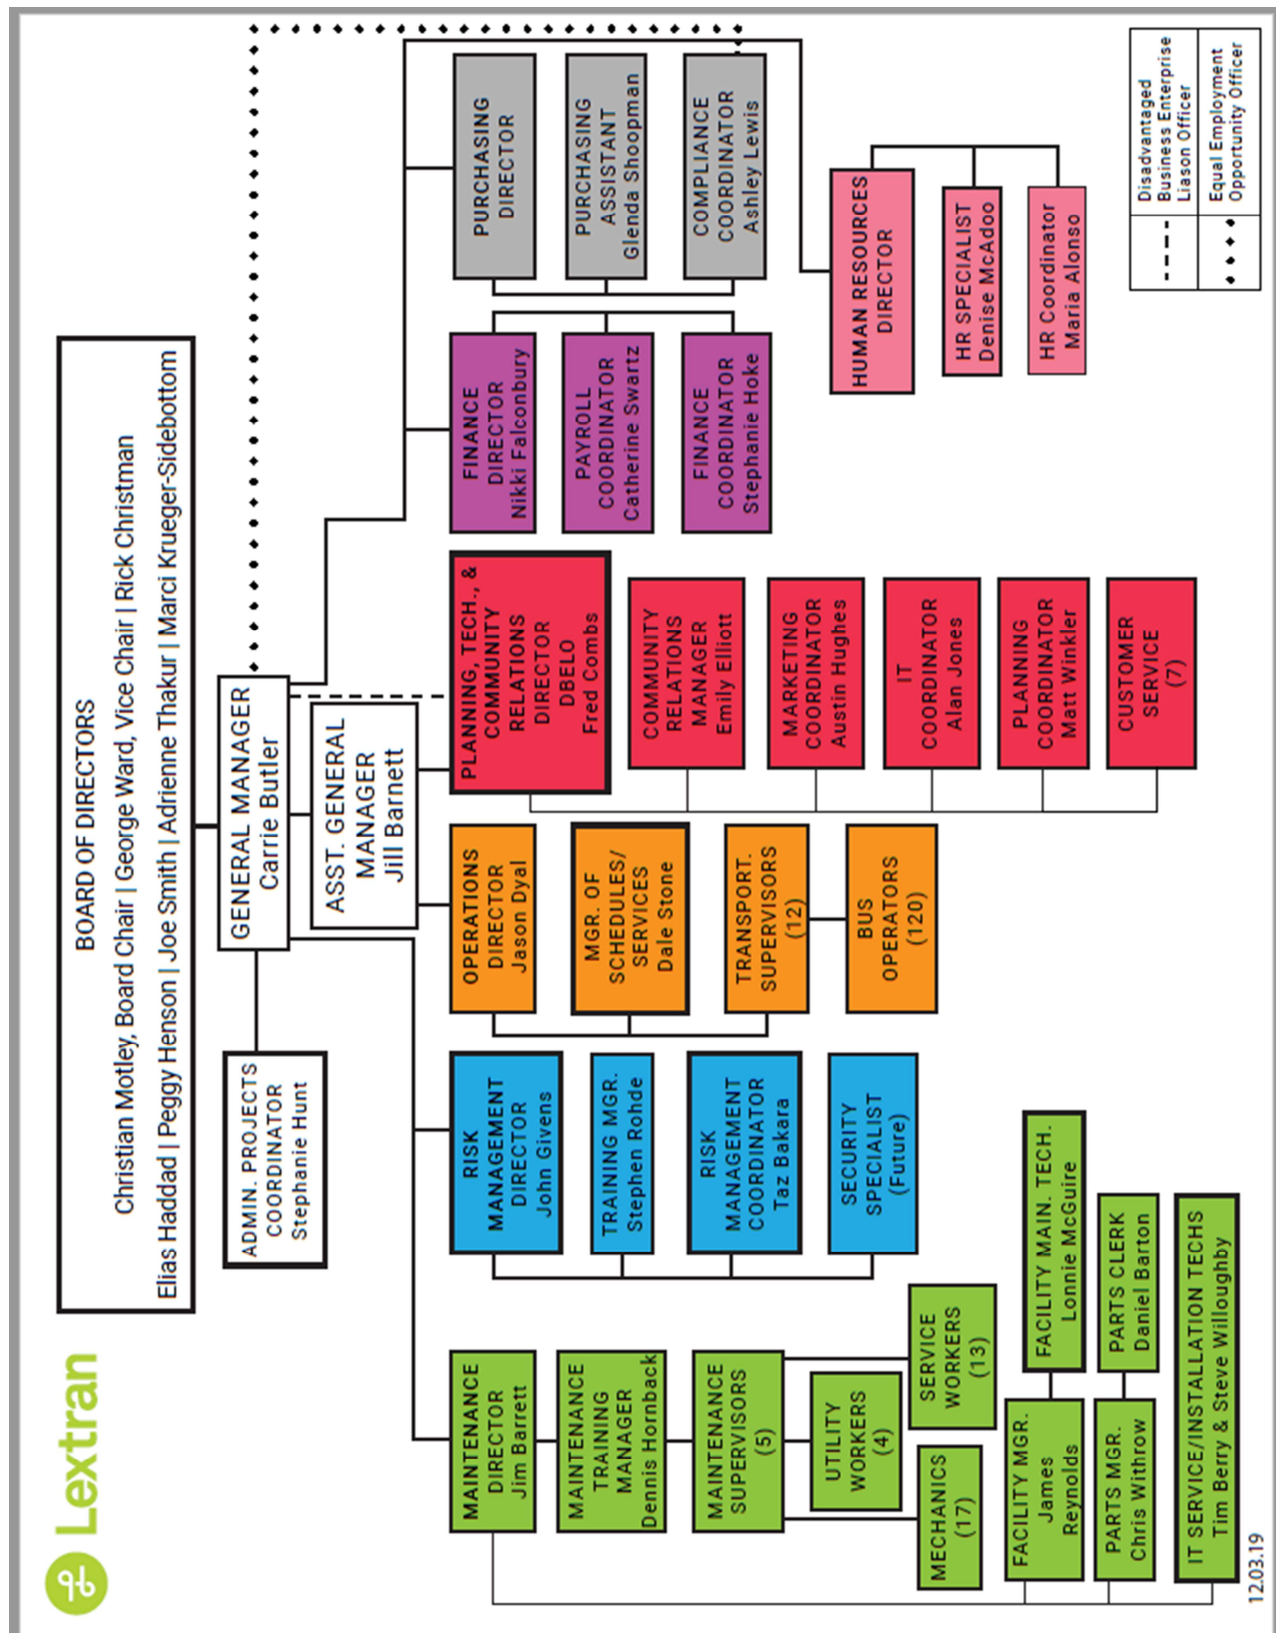 Lextran
BOARD OF DIRECTORS
Christian Motley, Board Chair | George Ward, Vice Chair | Rick Christman
Elias Haddad | Peggy Henson | Joe Smith | Adrienne Thakur | Marci Krueger-Sidebottom
GENERAL MANAGER
Carrie Butler
ADMIN. PROJECTS
COORDINATOR
Stephanie Hunt
ASST. GENERAL
MANAGER
Jill Barnett
MAINTENANCE
DIRECTOR
Jim Barrett
MAINTENANCE
TRAINING
MANAGER
Dennis Hornback
MAINTENANCE
SUPERVISORS
(5)
UTILITY
WORKERS
(4)
MECHANICS
(17)
SERVICE
WORKERS
(13)
FACILITY MGR.
James
Reynolds
FACILITY MAIN. TECH.
Lonnie McGuire
PARTS MGR.
Chris Withrow
PARTS CLERK
Daniel Barton
IT SERVICE/INSTALLATION TECHS
Tim Berry & Steve Willoughby
RISK
MANAGEMENT
DIRECTOR
John Givens
TRAINING MGR.
Stephen Rohde
RISK
MANAGEMENT
COORDINATOR
Taz Bakara
SECURITY
SPECIALIST
(Future)
OPERATIONS
DIRECTOR
Jason Dyal
MGR. OF
SCHEDULES/
SERVICES
Dale Stone
TRANSPORT.
SUPERVISORS
(12)
BUS
OPERATORS
(120)
PLANNING, TECH., &
COMMUNITY
RELATIONS
DIRECTOR
DBELO
Fred Combs
COMMUNITY
RELATIONS
MANAGER
Emily Elliott
MARKETING
COORDINATOR
Austin Hughes
IT
COORDINATOR
Alan Jones
PLANNING
COORDINATOR
Matt Winkler
CUSTOMER
SERVICE
(7)
FINANCE
DIRECTOR
Nikki Falconbury
PAYROLL
COORDINATOR
Catherine Swartz
FINANCE
COORDINATOR
Stephanie Hoke
PURCHASING
DIRECTOR
PURCHASING
ASSISTANT
Glenda Shoopman
COMPLIANCE
COORDINATOR
Ashley Lewis
HUMAN RESOURCES
DIRECTOR
HR SPECIALIST
Denise McAdoo
HR Coordinator
Maria Alonso
Disadvantaged
Business Enterprise
Liason Officer
Equal Employment
Opportunity Officer
12.03.19